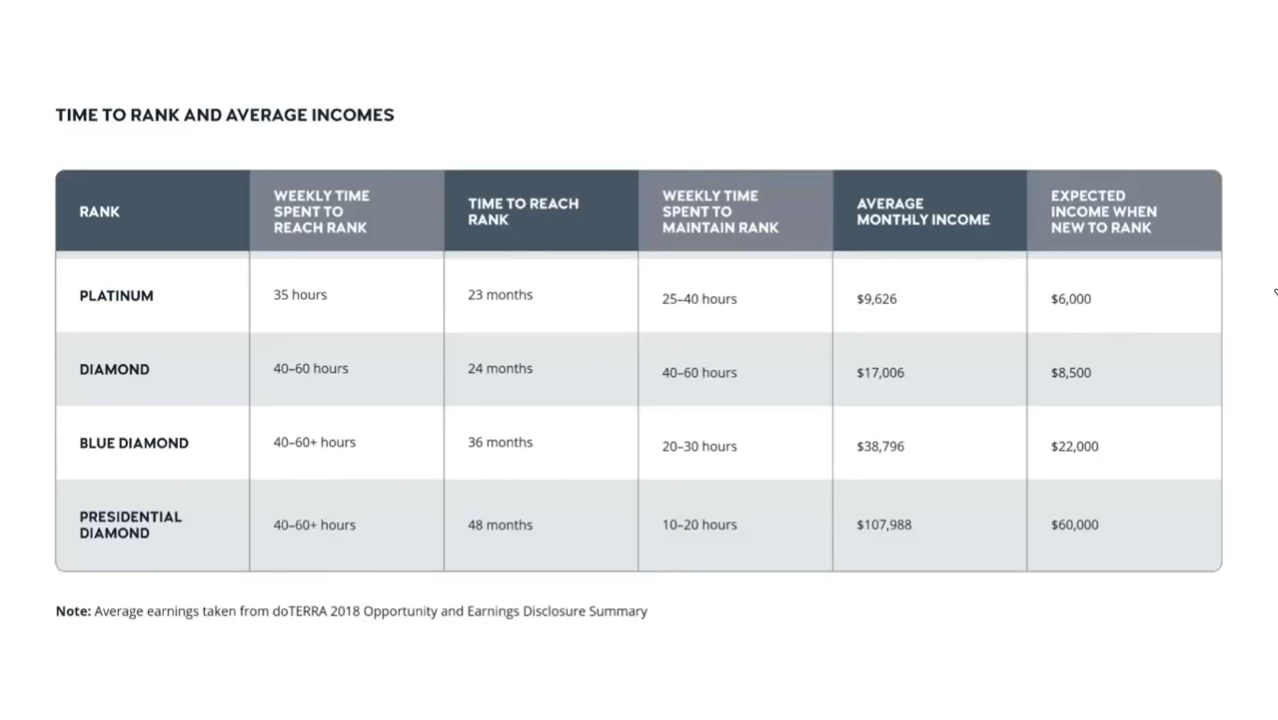 TIME TO RANK AND AVERAGE INCOMES
RANK
WEEKLY TIME
SPENT TO
REACH RANK
TIME TO REACH
RANK
WEEKLY TIME
SPENT TO
MAINTAIN RANK
AVERAGE
MONTHLY INCOME
EXPECTED
INCOME WHEN
NEW TO RANK
PLATINUM
35 hours
23 months
25–40 hours
$9,626
$6,000
DIAMOND
40–60 hours
24 months
40–60 hours
$17,006
$8,500
BLUE DIAMOND
40–60+ hours
36 months
20–30 hours
$38,796
$22,000
PRESIDENTIAL
DIAMOND
40–60+ hours
48 months
10–20 hours
$107,988
$60,000
Note: Average earnings taken from doTERRA 2018 Opportunity and Earnings Disclosure Summary